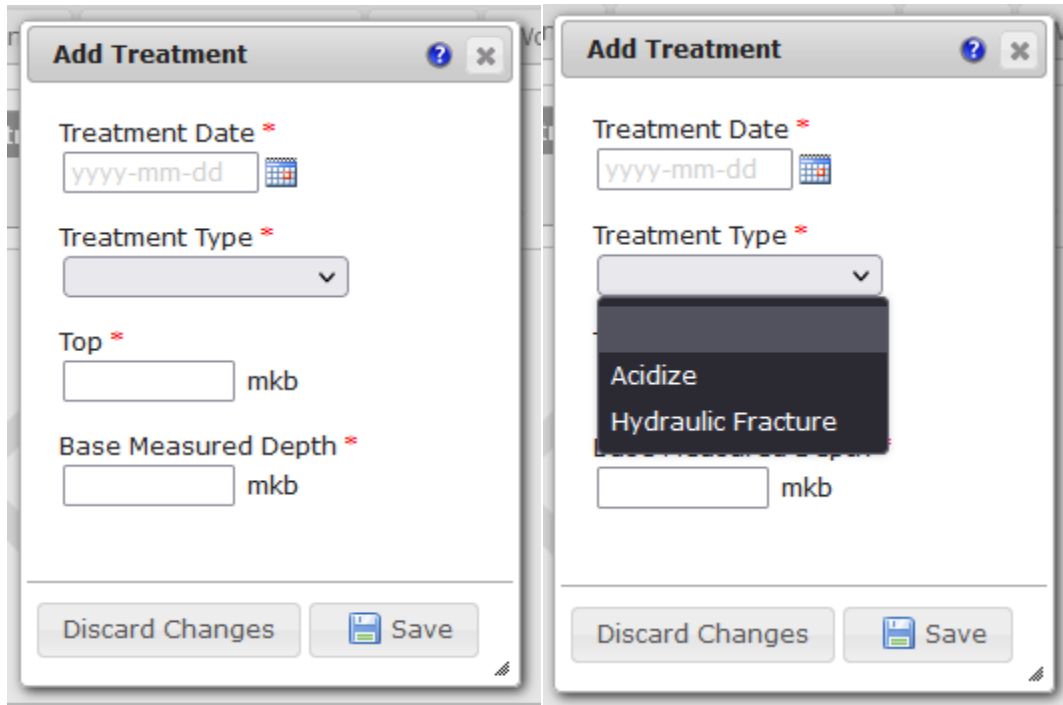 Add Treatment
Treatment Date *
yyyy-mm-dd
Treatment Type *
Top *
mkb
Base Measured Depth *
mkb
Discard Changes
Save
Add Treatment
Treatment Date *
yyyy-mm-dd
Treatment Type *
Acidize
Hydraulic Fracture
mkb
Discard Changes
Save